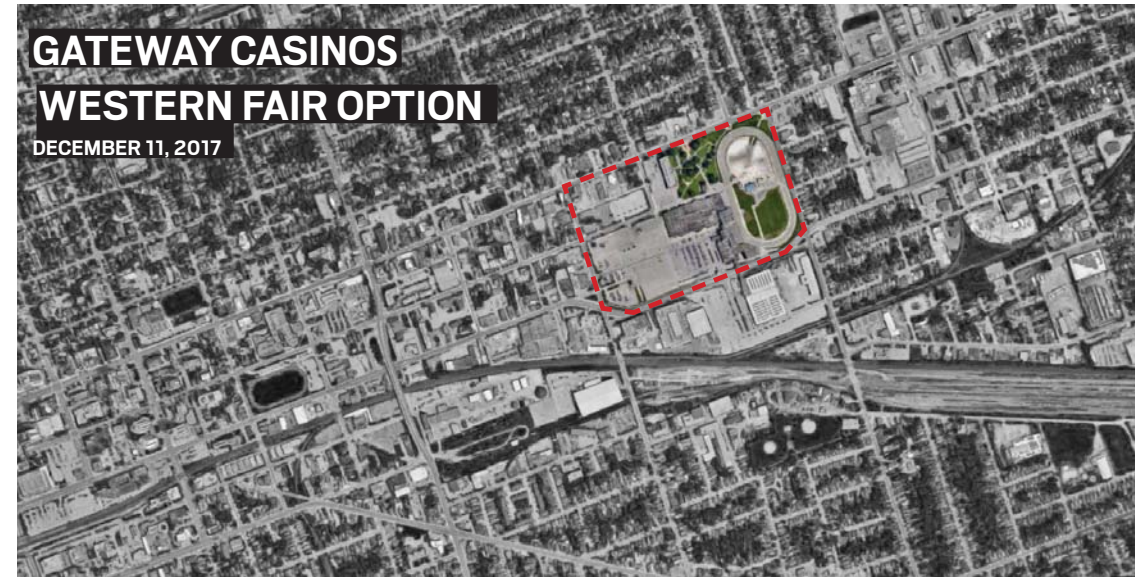 GATEWAY CASINOS
WESTERN FAIR OPTION
DECEMBER 11, 2017